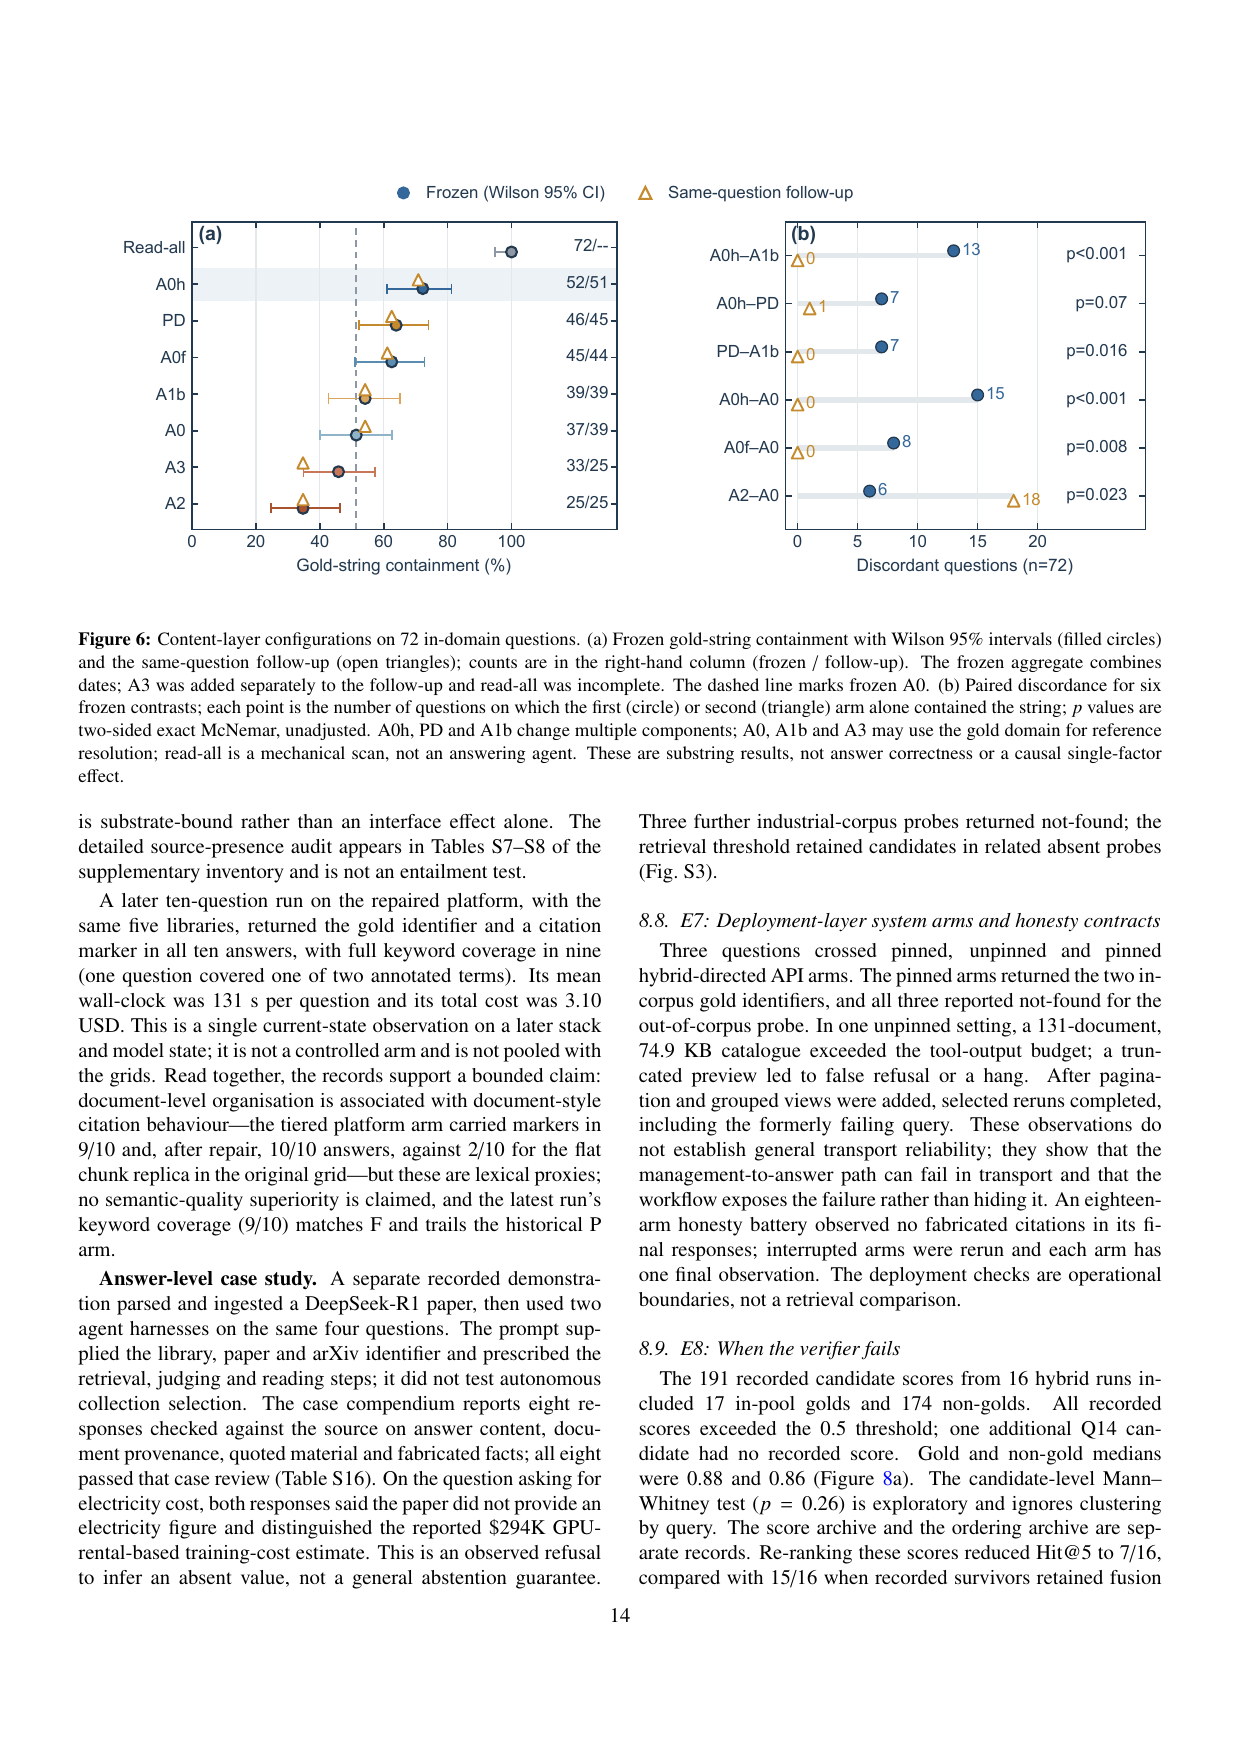 Frozen (Wilson 95% CI)
Same-question follow-up
(a)
Read-all
72/--
A0h
52/51
PD
46/45
A0f
45/44
A1b
39/39
A0
37/39
A3
33/25
A2
25/25
0 20 40 60 80 100
Gold-string containment (%)
(b)
A0h–A1b 0 13 p<0.001
A0h–PD 1 7 p=0.07
PD–A1b 0 7 p=0.016
A0h–A0 0 15 p<0.001
A0f–A0 0 8 p=0.008
A2–A0 6 18 p=0.023
0 5 10 15 20
Discordant questions (n=72)
Figure 6: Content-layer configurations on 72 in-domain questions. (a) Frozen gold-string containment with Wilson 95% intervals (filled circles)
and the same-question follow-up (open triangles); counts are in the right-hand column (frozen / follow-up). The frozen aggregate combines
dates; A3 was added separately to the follow-up and read-all was incomplete. The dashed line marks frozen A0. (b) Paired discordance for six
frozen contrasts; each point is the number of questions on which the first (circle) or second (triangle) arm alone contained the string; p values are
two-sided exact McNemar, unadjusted. A0h, PD and A1b change multiple components; A0, A1b and A3 may use the gold domain for reference
resolution; read-all is a mechanical scan, not an answering agent. These are substring results, not answer correctness or a causal single-factor
effect.
is substrate-bound rather than an interface effect alone. The
detailed source-presence audit appears in Tables S7–S8 of the
supplementary inventory and is not an entailment test.
A later ten-question run on the repaired platform, with the
same five libraries, returned the gold identifier and a citation
marker in all ten answers, with full keyword coverage in nine
(one question covered one of two annotated terms). Its mean
wall-clock was 131 s per question and its total cost was 3.10
USD. This is a single current-state observation on a later stack
and model state; it is not a controlled arm and is not pooled with
the grids. Read together, the records support a bounded claim:
document-level organisation is associated with document-style
citation behaviour—the tiered platform arm carried markers in
9/10 and, after repair, 10/10 answers, against 2/10 for the flat
chunk replica in the original grid—but these are lexical proxies;
no semantic-quality superiority is claimed, and the latest run's
keyword coverage (9/10) matches F and trails the historical P
arm.
Answer-level case study. A separate recorded demonstra-
tion parsed and ingested a DeepSeek-R1 paper, then used two
agent harnesses on the same four questions. The prompt sup-
plied the library, paper and arXiv identifier and prescribed the
retrieval, judging and reading steps; it did not test autonomous
collection selection. The case compendium reports eight re-
sponses checked against the source on answer content, docu-
ment provenance, quoted material and fabricated facts; all eight
passed that case review (Table S16). On the question asking for
electricity cost, both responses said the paper did not provide an
electricity figure and distinguished the reported $294K GPU-
rental-based training-cost estimate. This is an observed refusal
to infer an absent value, not a general abstention guarantee.
Three further industrial-corpus probes returned not-found; the
retrieval threshold retained candidates in related absent probes
(Fig. S3).
8.8. E7: Deployment-layer system arms and honesty contracts
Three questions crossed pinned, unpinned and pinned
hybrid-directed API arms. The pinned arms returned the two in-
corpus gold identifiers, and all three reported not-found for the
out-of-corpus probe. In one unpinned setting, a 131-document,
74.9 KB catalogue exceeded the tool-output budget; a trun-
cated preview led to false refusal or a hang. After pagina-
tion and grouped views were added, selected reruns completed,
including the formerly failing query. These observations do
not establish general transport reliability; they show that the
management-to-answer path can fail in transport and that the
workflow exposes the failure rather than hiding it. An eighteen-
arm honesty battery observed no fabricated citations in its fi-
nal responses; interrupted arms were rerun and each arm has
one final observation. The deployment checks are operational
boundaries, not a retrieval comparison.
8.9. E8: When the verifier fails
The 191 recorded candidate scores from 16 hybrid runs in-
cluded 17 in-pool golds and 174 non-golds. All recorded
scores exceeded the 0.5 threshold; one additional Q14 can-
didate had no recorded score. Gold and non-gold medians
were 0.88 and 0.86 (Figure 8a). The candidate-level Mann–
Whitney test (p = 0.26) is exploratory and ignores clustering
by query. The score archive and the ordering archive are sep-
arate records. Re-ranking these scores reduced Hit@5 to 7/16,
compared with 15/16 when recorded survivors retained fusion
14